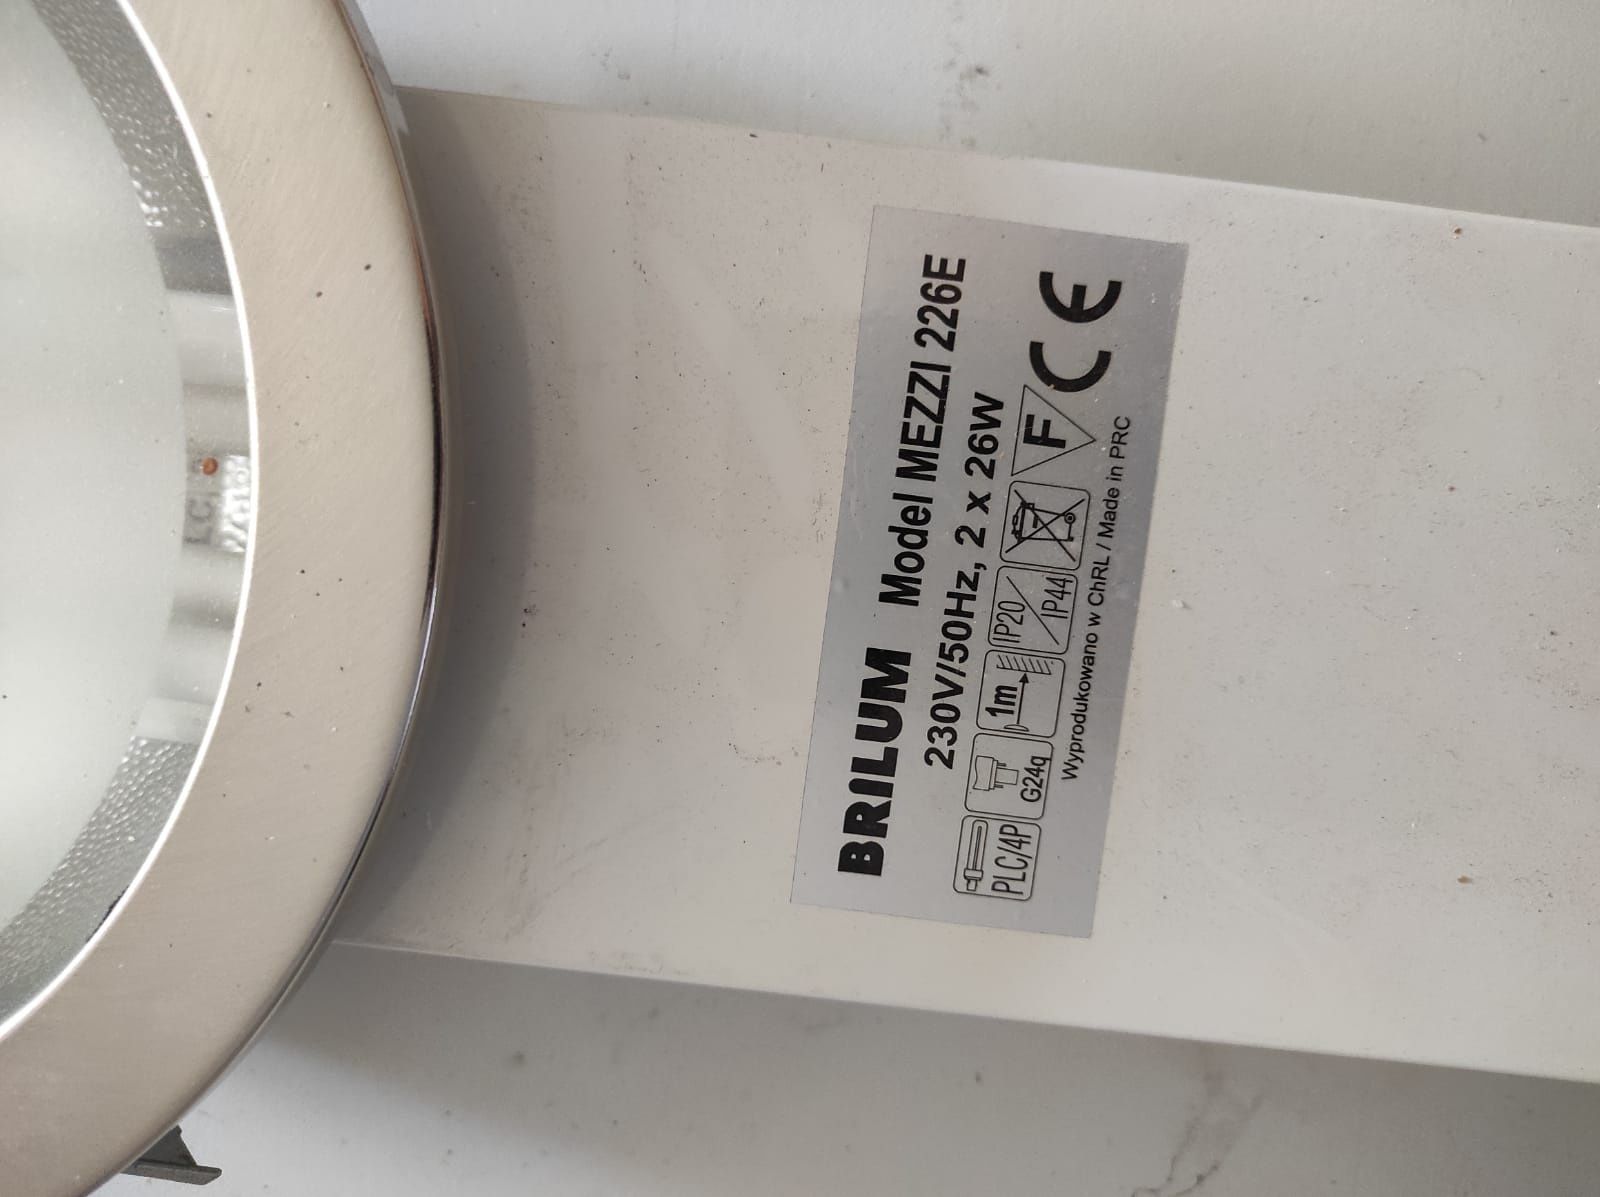 BRILUM Model MEZZI 226E
230V/50Hz, 2 x 26W
PLC/4P G24q 1m IP20/IP44 F CE
Wyprodukowano w ChRL / Made in PRC